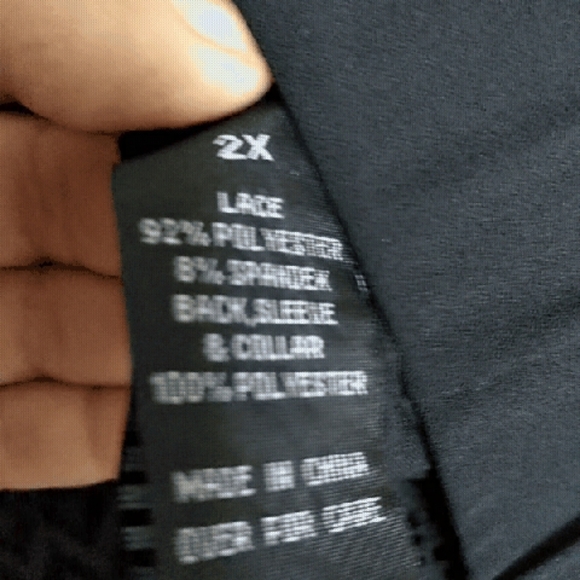 2X
LACE
92% POLYESTER
8% SPANDEX
BACK, SLEEVE
& COLLAR
100% POLYESTER
MADE IN CHINA
OVER FOR CARE